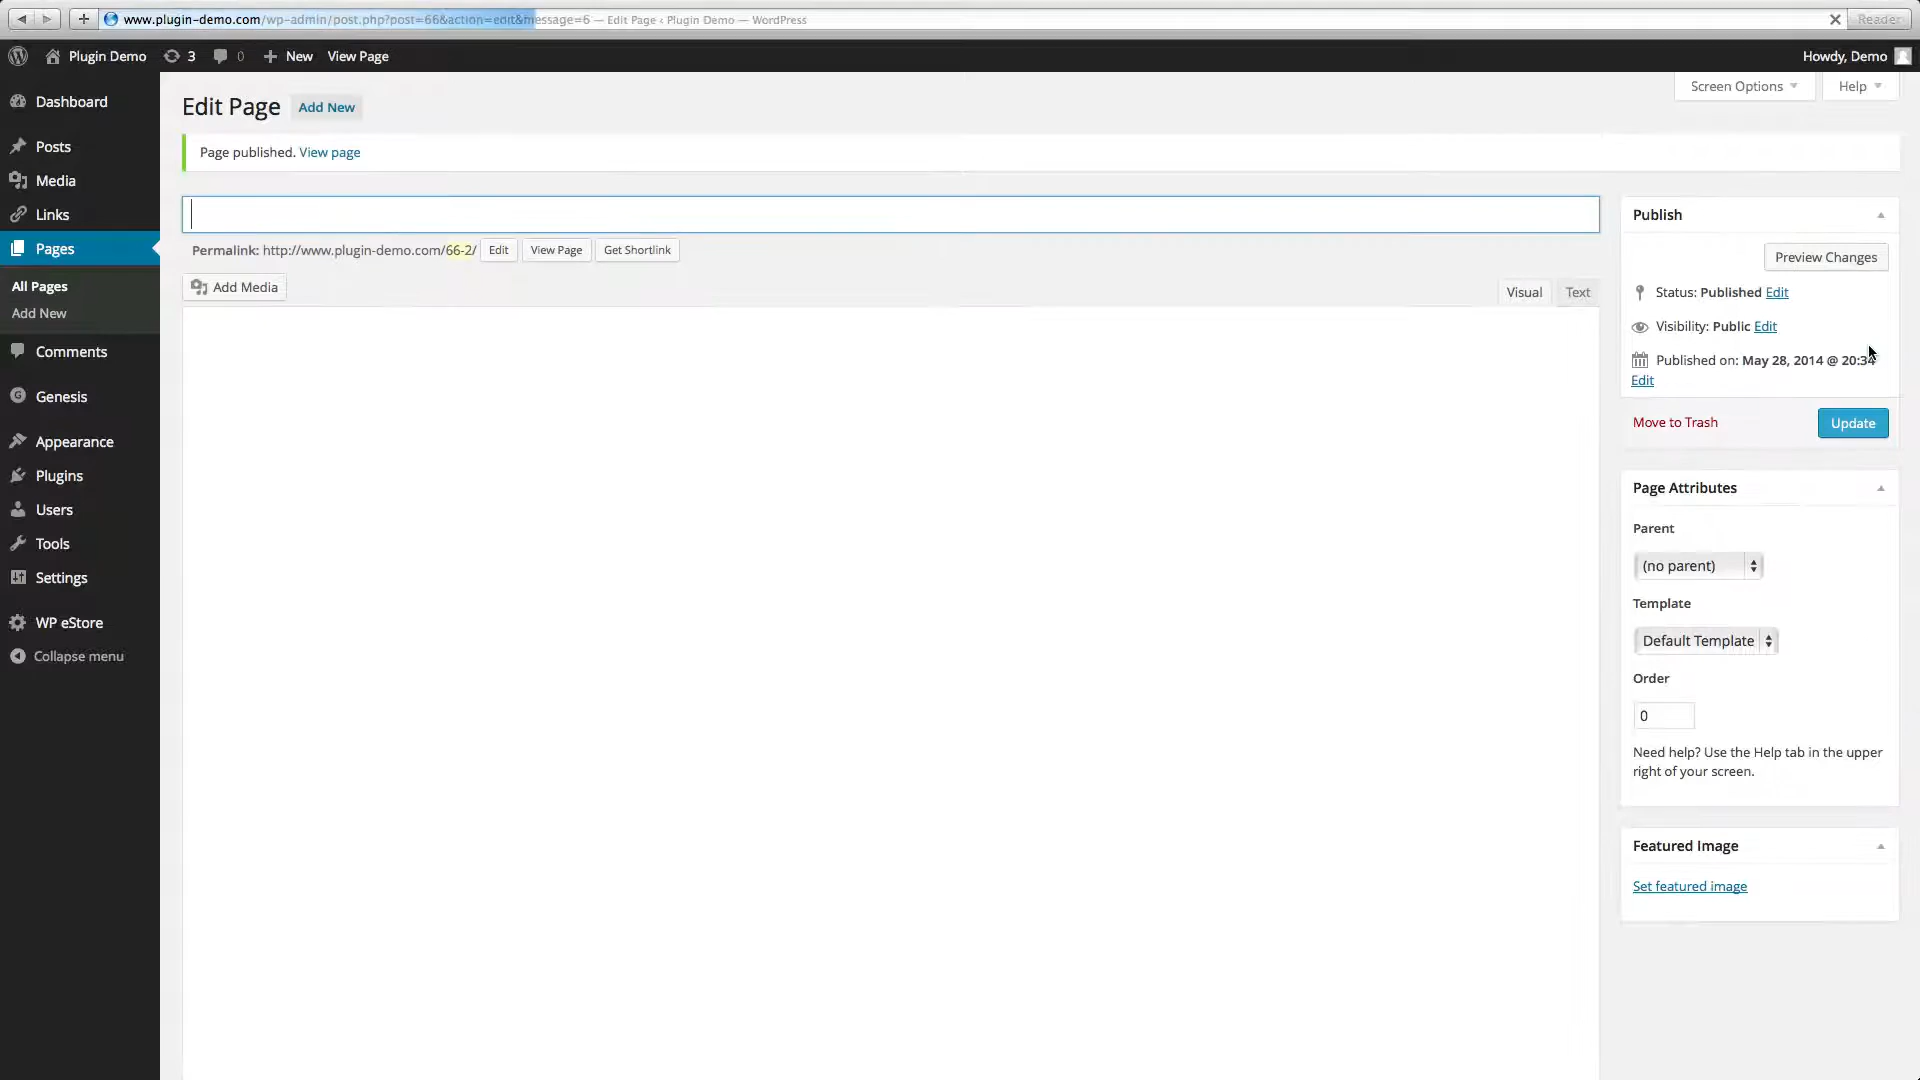 www.plugin-demo.com/wp-admin/post.php?post=66&action=edit&message=6 — Edit Page ‹ Plugin Demo — WordPress
Reader
Plugin Demo 3 0 New View Page
Howdy, Demo
Dashboard
Posts
Media
Links
Pages
All Pages
Add New
Comments
Genesis
Appearance
Plugins
Users
Tools
Settings
WP eStore
Collapse menu
Screen Options
Help
Edit Page Add New
Page published. View page
Permalink: http://www.plugin-demo.com/66-2/ Edit View Page Get Shortlink
Add Media
Visual Text
Publish
Preview Changes
Status: Published Edit
Visibility: Public Edit
Published on: May 28, 2014 @ 20:34
Edit
Move to Trash Update
Page Attributes
Parent
(no parent)
Template
Default Template
Order
0
Need help? Use the Help tab in the upper
right of your screen.
Featured Image
Set featured image